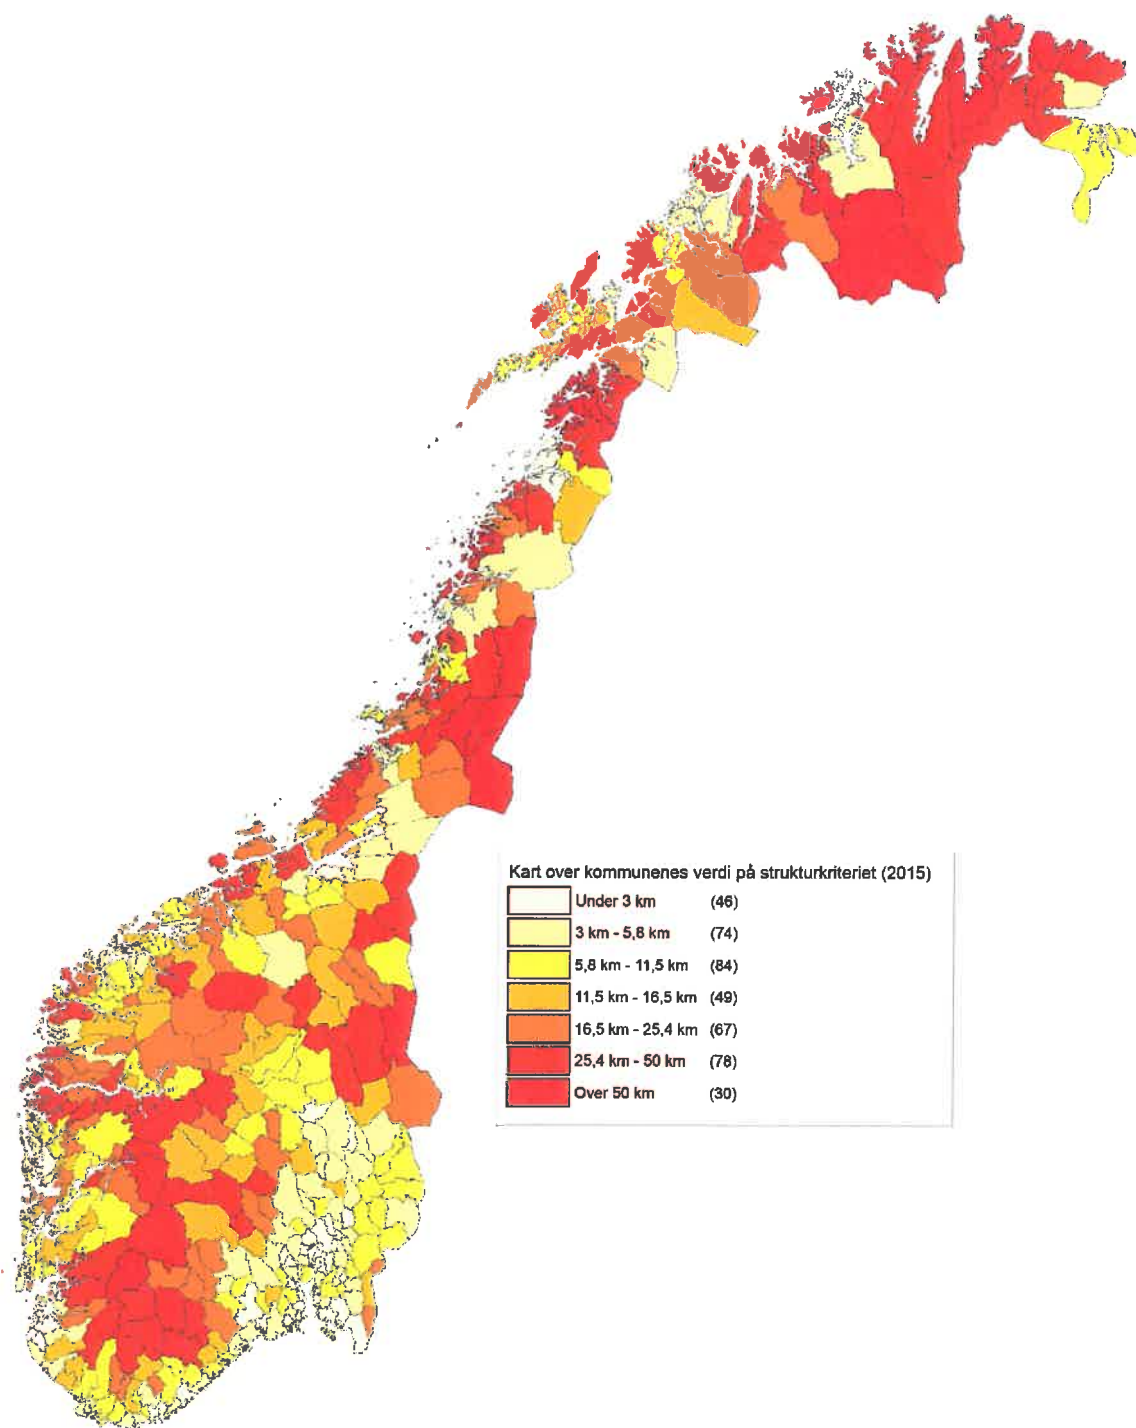 Kart over kommunenes verdi på strukturkriteriet (2015)
Under 3 km (46)
3 km - 5,8 km (74)
5,8 km - 11,5 km (84)
11,5 km - 16,5 km (49)
16,5 km - 25,4 km (67)
25,4 km - 50 km (78)
Over 50 km (30)